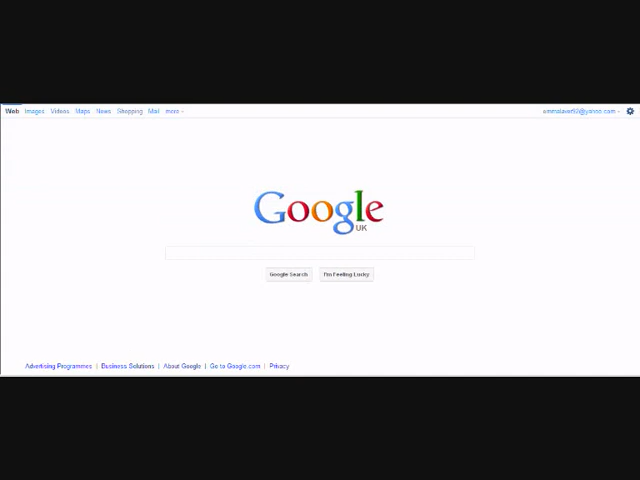 Web Images Videos Maps News Shopping Mail more
Google
UK
Google Search I'm Feeling Lucky
Advertising Programmes | Business Solutions | About Google | Go to Google.com | Privacy